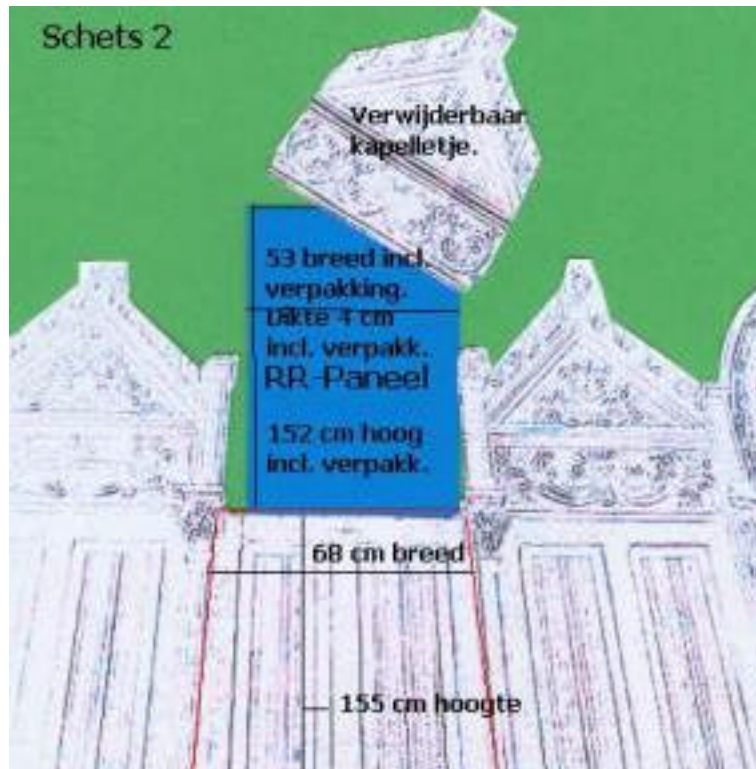 Schets 2
Verwijderbaar
kapelletje.
53 breed incl.
verpakking.
Dikte 4 cm
incl. verpakk.
RR-Paneel
152 cm hoog
incl. verpakk.
68 cm breed
155 cm hoogte